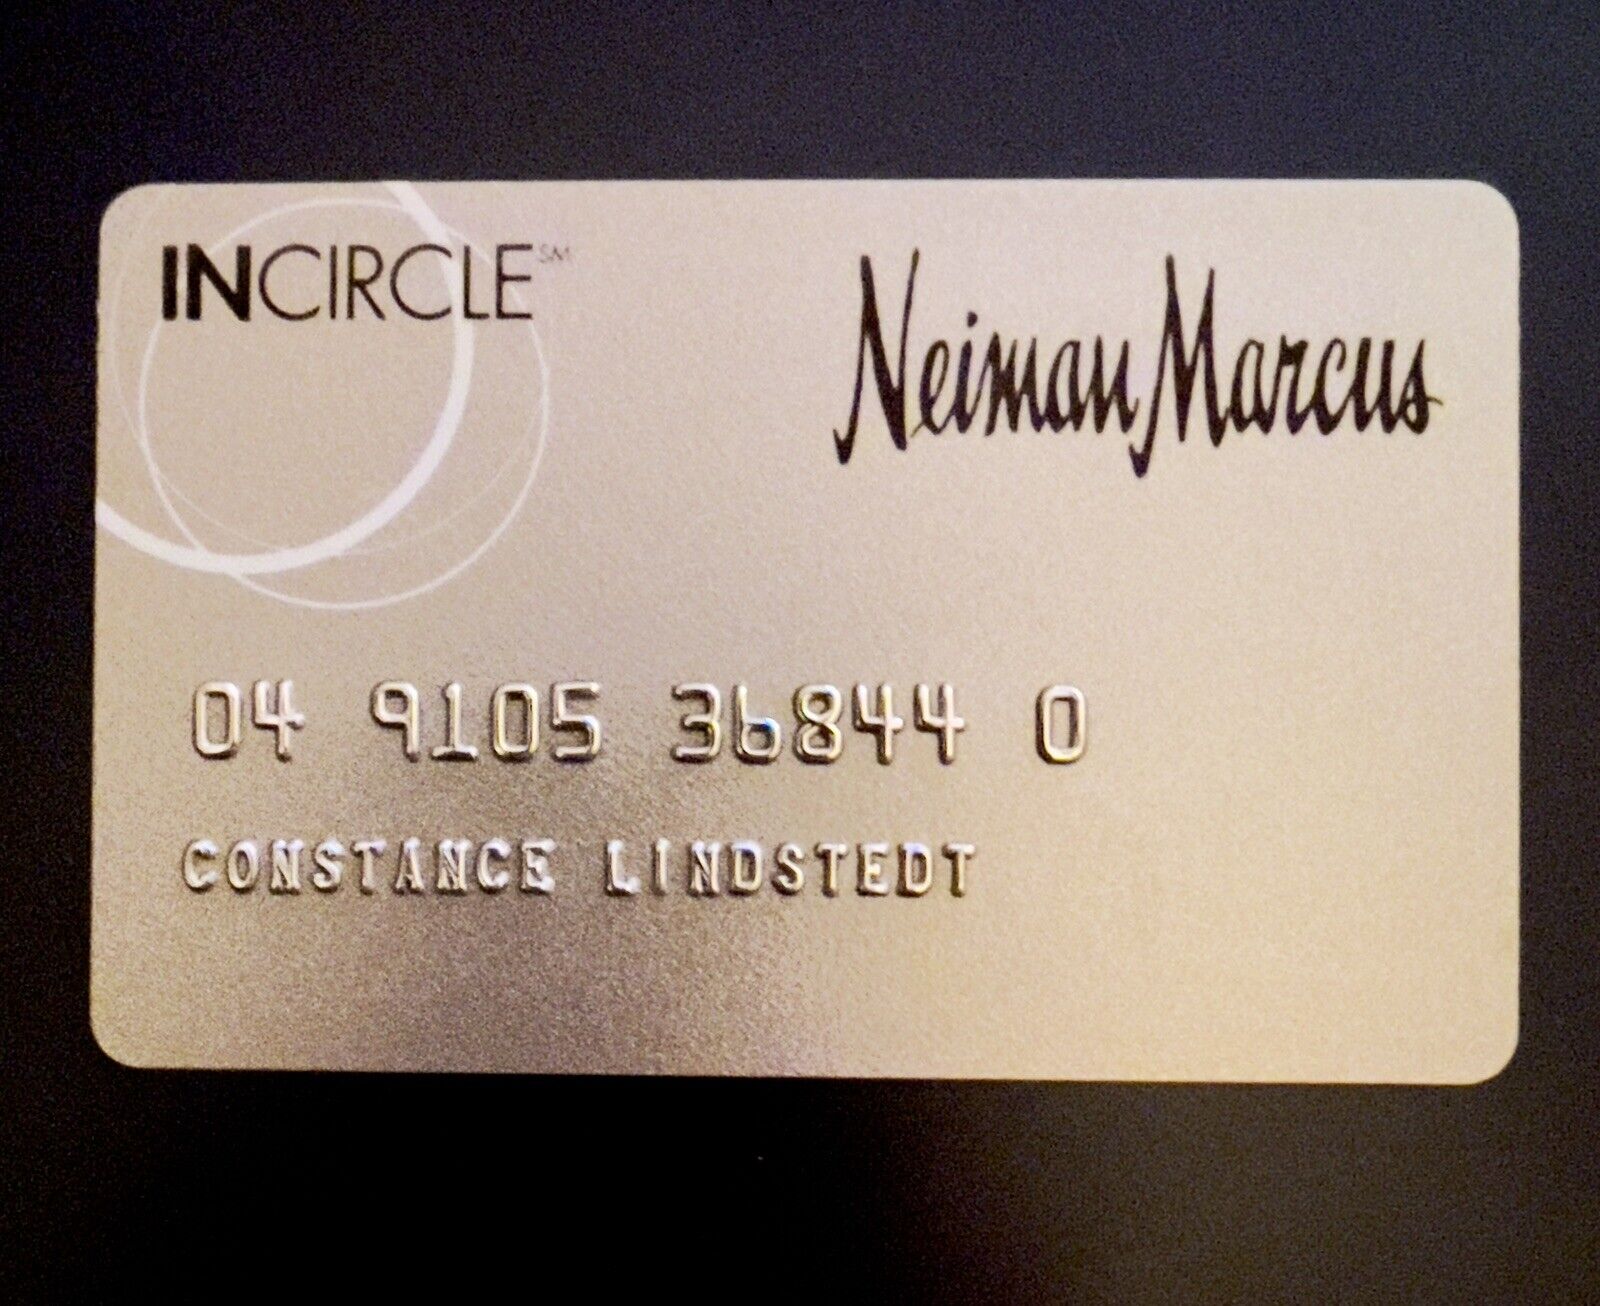 INCIRCLE℠
Neiman Marcus
04 9105 36844 0
CONSTANCE LINDSTEDT